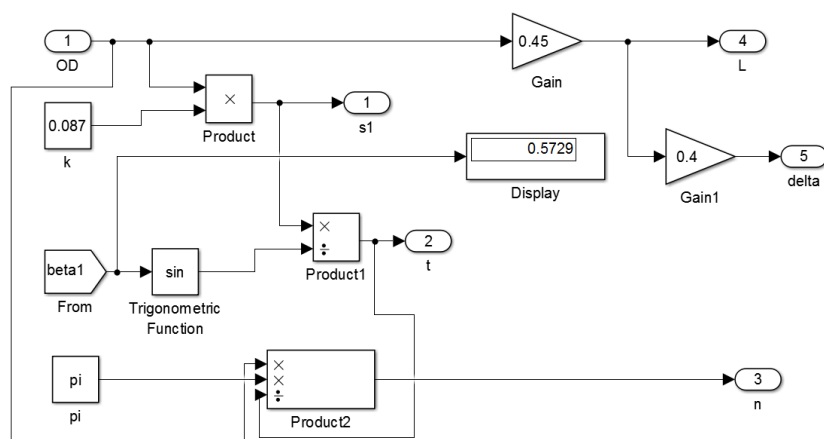 1
OD
0.45
Gain
4
L
0.087
k
×
Product
1
s1
0.5729
Display
0.4
Gain1
5
delta
×
÷
Product1
2
t
beta1
From
sin
Trigonometric
Function
pi
pi
×
×
÷
Product2
3
n